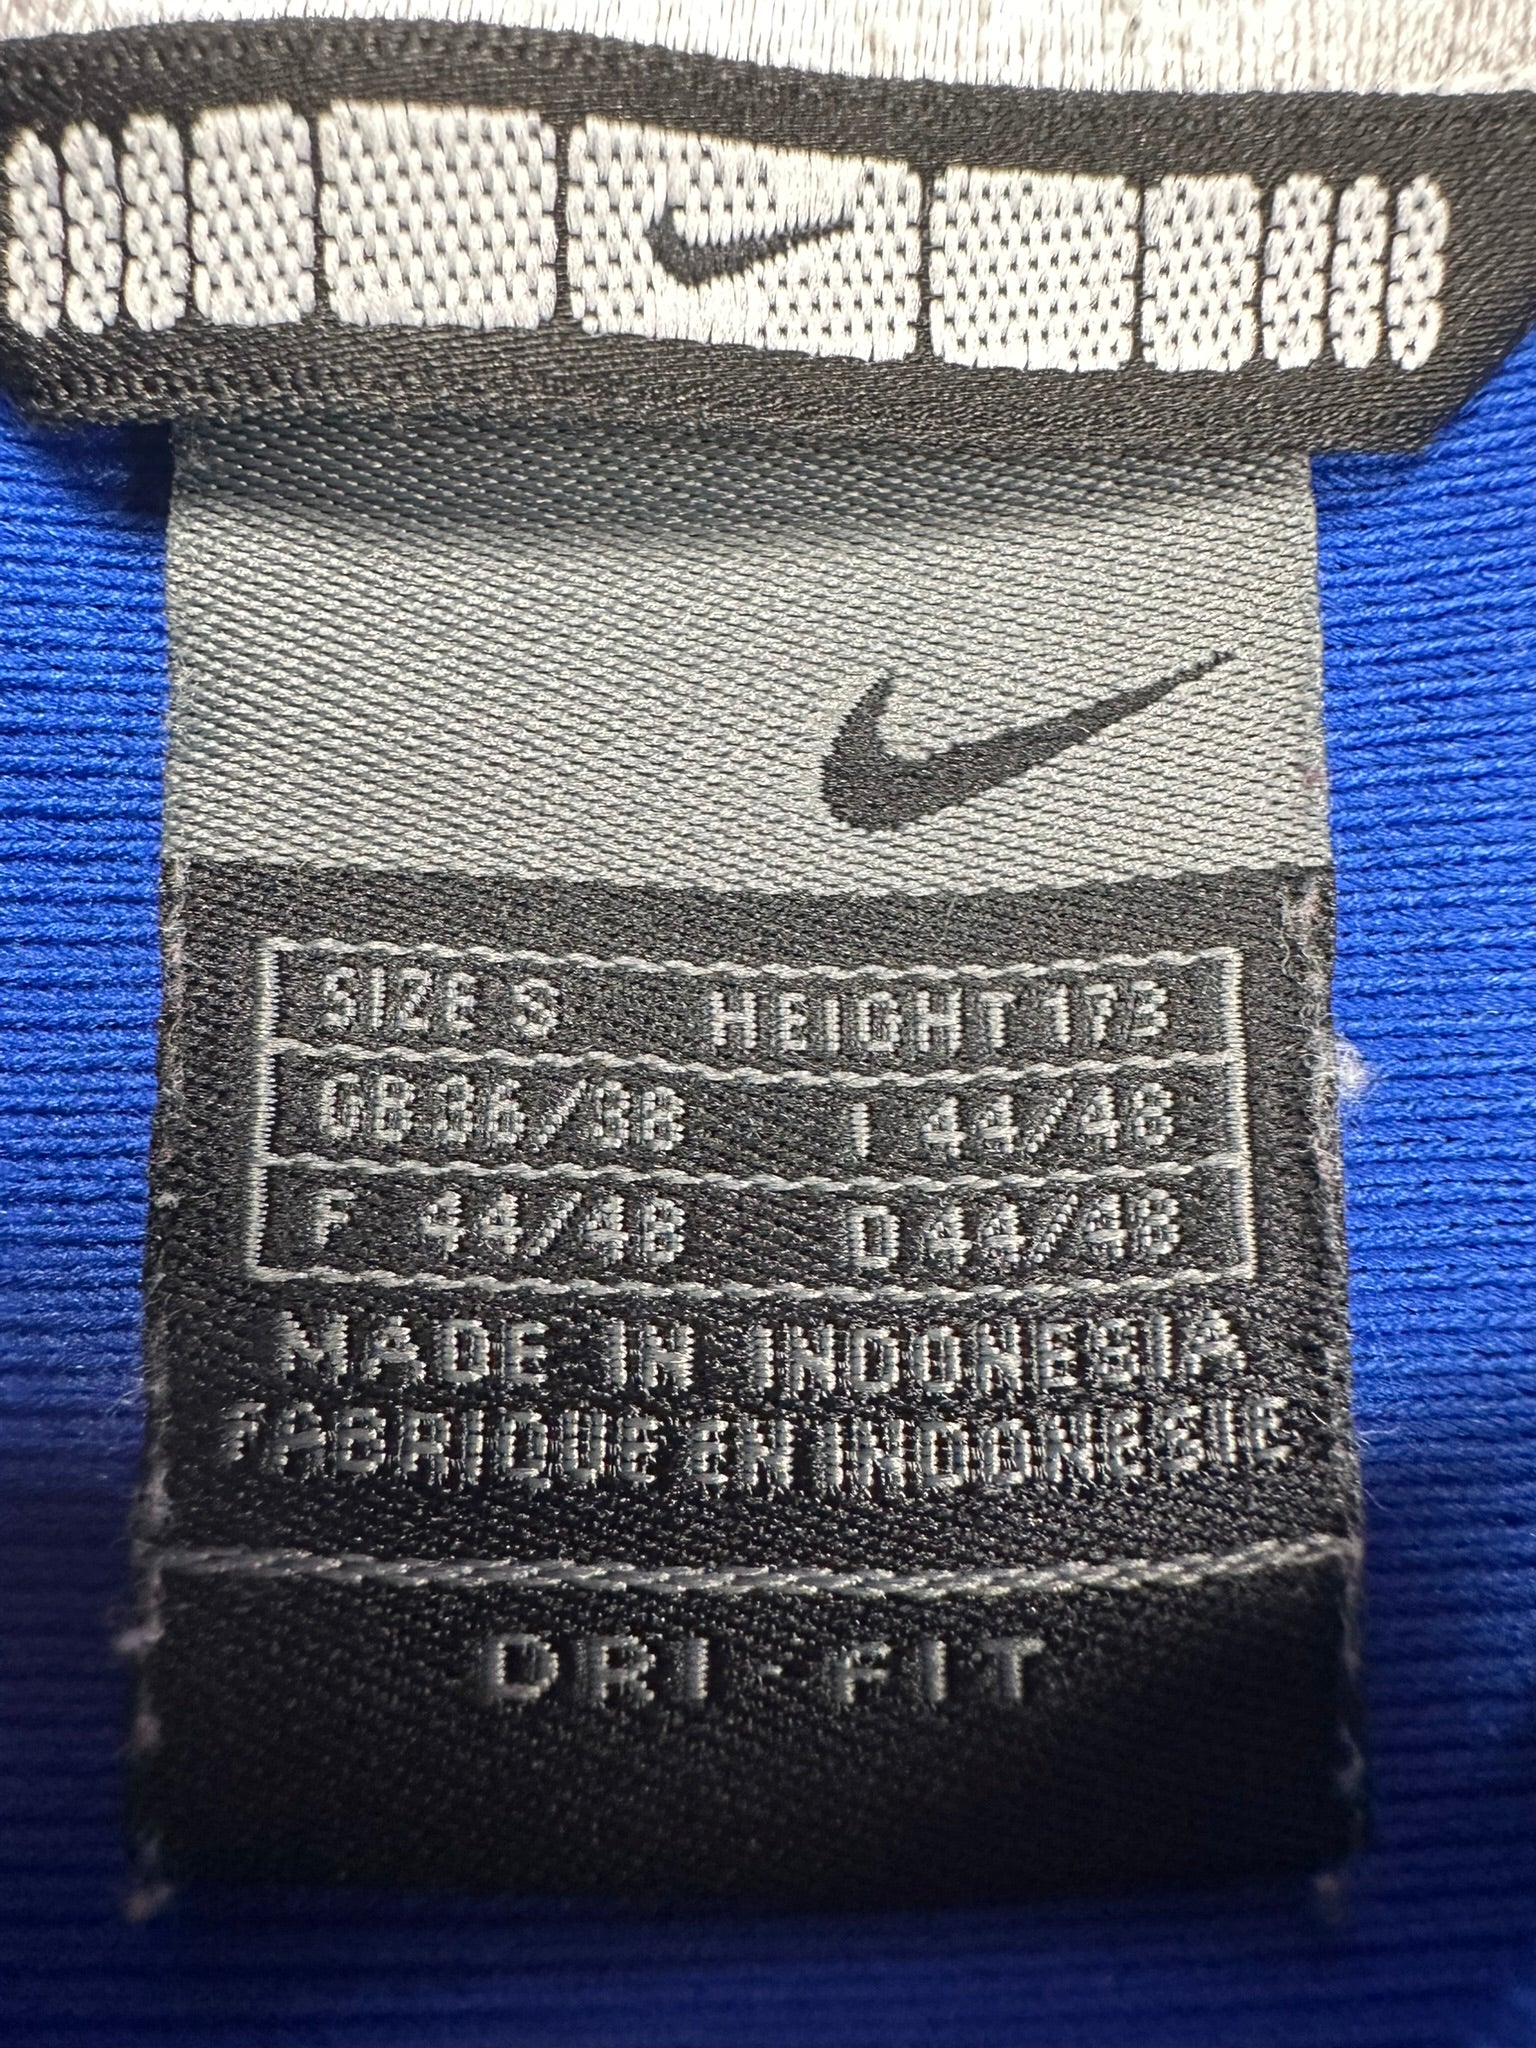 SIZE S HEIGHT 173
GB 36/38 I 44/48
F 44/48 D 44/48
MADE IN INDONESIA
FABRIQUE EN INDONESIE
DRI-FIT